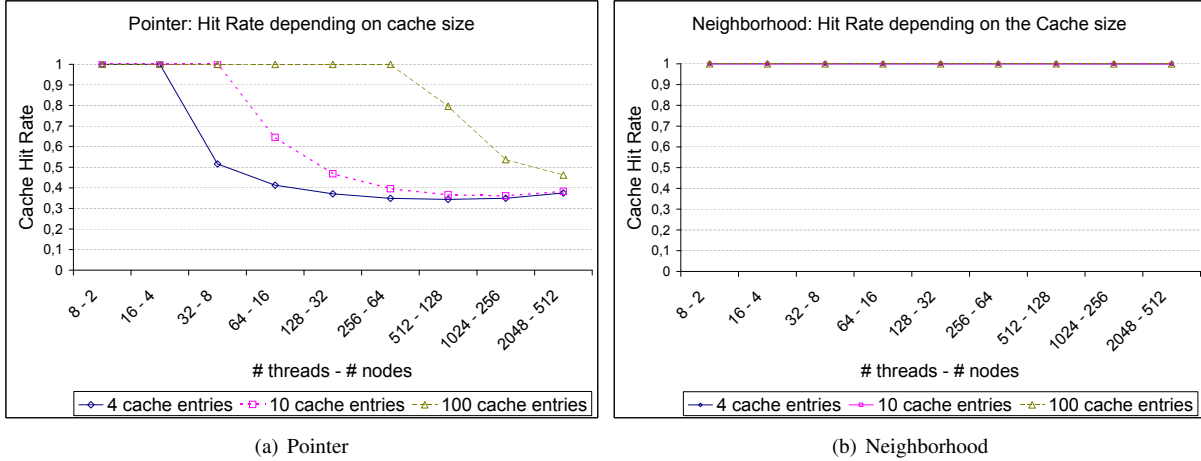 Pointer: Hit Rate depending on cache size
Cache Hit Rate
1
0,9
0,8
0,7
0,6
0,5
0,4
0,3
0,2
0,1
0
8 - 2
16 - 4
32 - 8
64 - 16
128 - 32
256 - 64
512 - 128
1024 - 256
2048 - 512
# threads - # nodes
4 cache entries
10 cache entries
100 cache entries
(a) Pointer
Neighborhood: Hit Rate depending on the Cache size
Cache Hit Rate
1
0,9
0,8
0,7
0,6
0,5
0,4
0,3
0,2
0,1
0
8 - 2
16 - 4
32 - 8
64 - 16
128 - 32
256 - 64
512 - 128
1024 - 256
2048 - 512
# threads - # nodes
4 cache entries
10 cache entries
100 cache entries
(b) Neighborhood